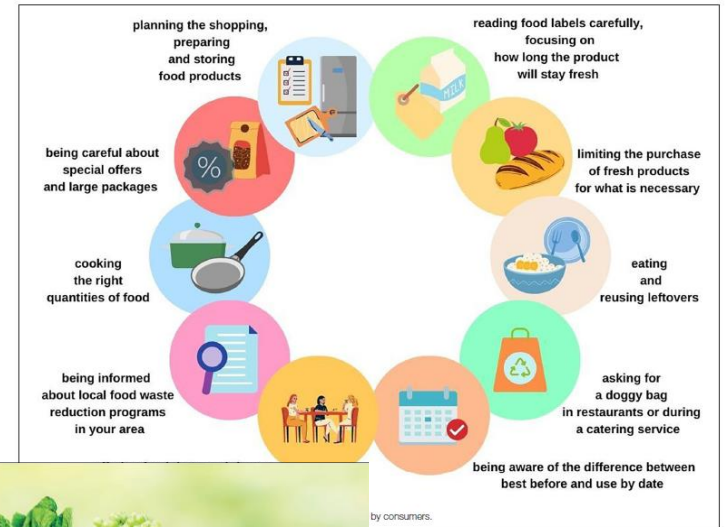 planning the shopping,
preparing
and storing
food products
reading food labels carefully,
focusing on
how long the product
will stay fresh
MILK
being careful about
special offers
and large packages
%
limiting the purchase
of fresh products
for what is necessary
cooking
the right
quantities of food
eating
and
reusing leftovers
being informed
about local food waste
reduction programs
in your area
asking for
a doggy bag
in restaurants or during
a catering service
being aware of the difference between
best before and use by date
by consumers.